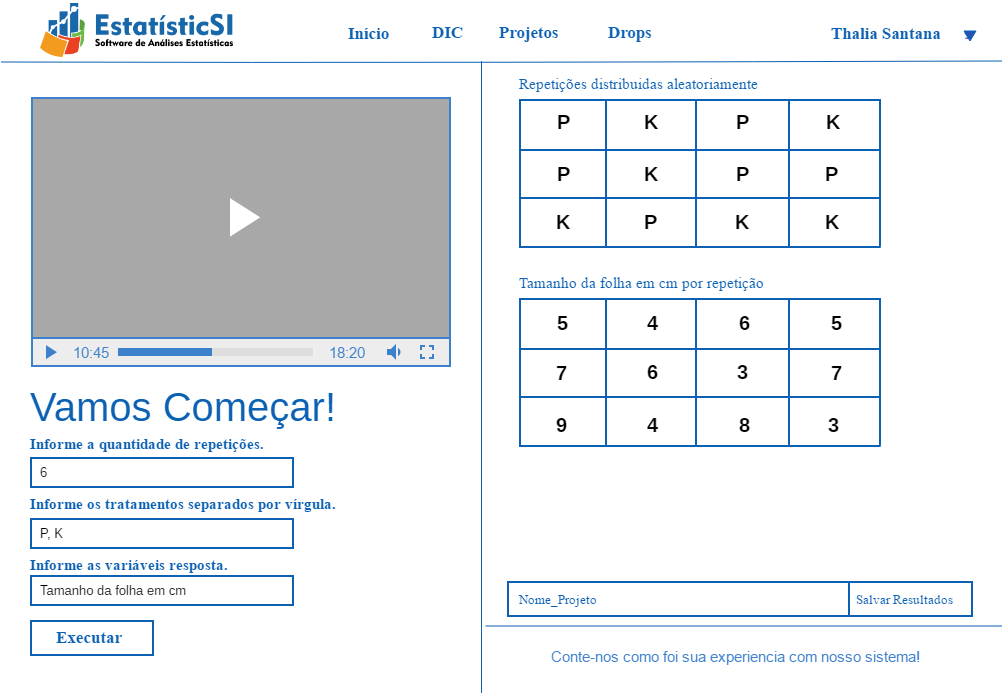 EstatísticSI
Software de Análises Estatísticas
Início DIC Projetos Drops Thalia Santana
10:45 18:20
Vamos Começar!
Informe a quantidade de repetições.
6
Informe os tratamentos separados por vírgula.
P, K
Informe as variáveis resposta.
Tamanho da folha em cm
Executar
Repetições distribuidas aleatoriamente
P K P K
P K P P
K P K K
Tamanho da folha em cm por repetição
5 4 6 5
7 6 3 7
9 4 8 3
Nome_Projeto Salvar Resultados
Conte-nos como foi sua experiencia com nosso sistema!